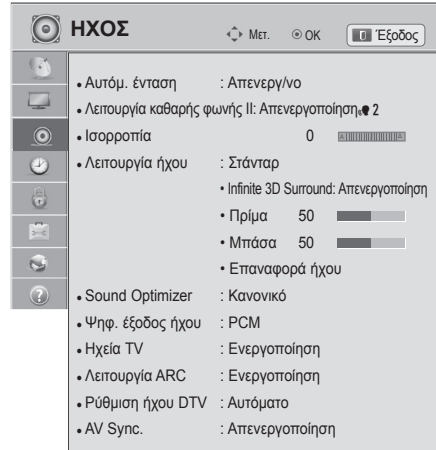 ΗΧΟΣ
Μετ.
OK
Έξοδος
• Αυτόμ. ένταση : Απενεργ/νο
• Λειτουργία καθαρής φωνής II: Απενεργοποίηση 2
• Ισορροπία 0
• Λειτουργία ήχου : Στάνταρ
• Infinite 3D Surround: Απενεργοποίηση
• Πρίμα 50
• Μπάσα 50
• Επαναφορά ήχου
• Sound Optimizer : Κανονικό
• Ψηφ. έξοδος ήχου : PCM
• Ηχεία TV : Ενεργοποίηση
• Λειτουργία ARC : Ενεργοποίηση
• Ρύθμιση ήχου DTV : Αυτόματο
• AV Sync. : Απενεργοποίηση